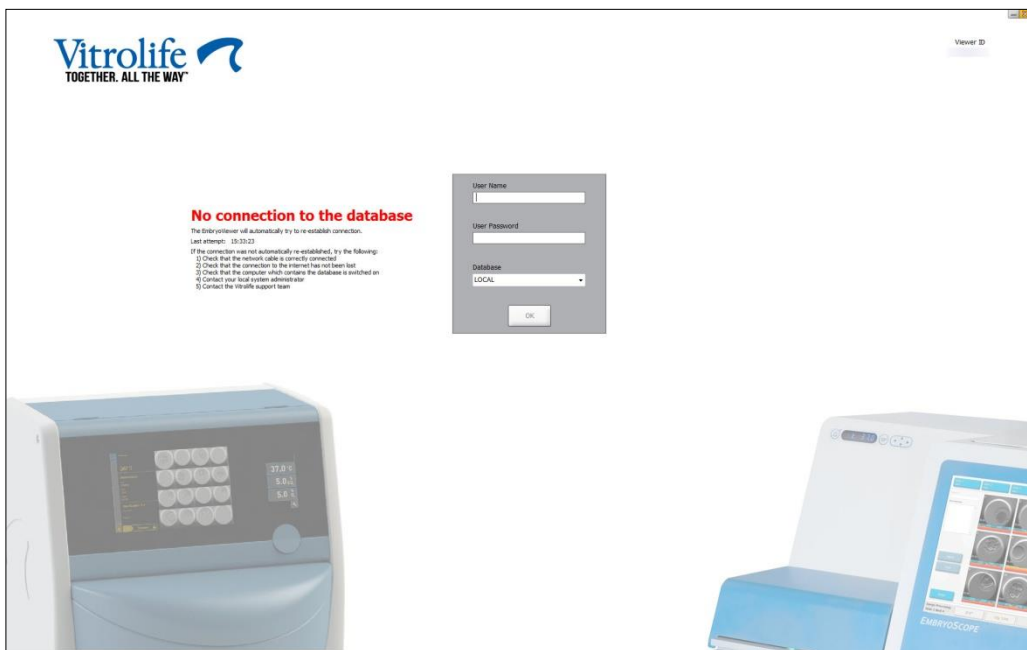 Vitrolife
TOGETHER. ALL THE WAY™
Viewer ID
No connection to the database
The EmbryoViewer will automatically try to re-establish connection.
Last attempt: 15:33:23
If the connection was not automatically re-established, try the following:
1) Check that the network cable is correctly connected
2) Check that the connection to the internet has not been lost
3) Check that the computer which contains the database is switched on
4) Contact your local system administrator
5) Contact the Vitrolife support team
User Name
User Password
Database
LOCAL
OK
37.0
5.0
5.0
EMBRYOSCOPE